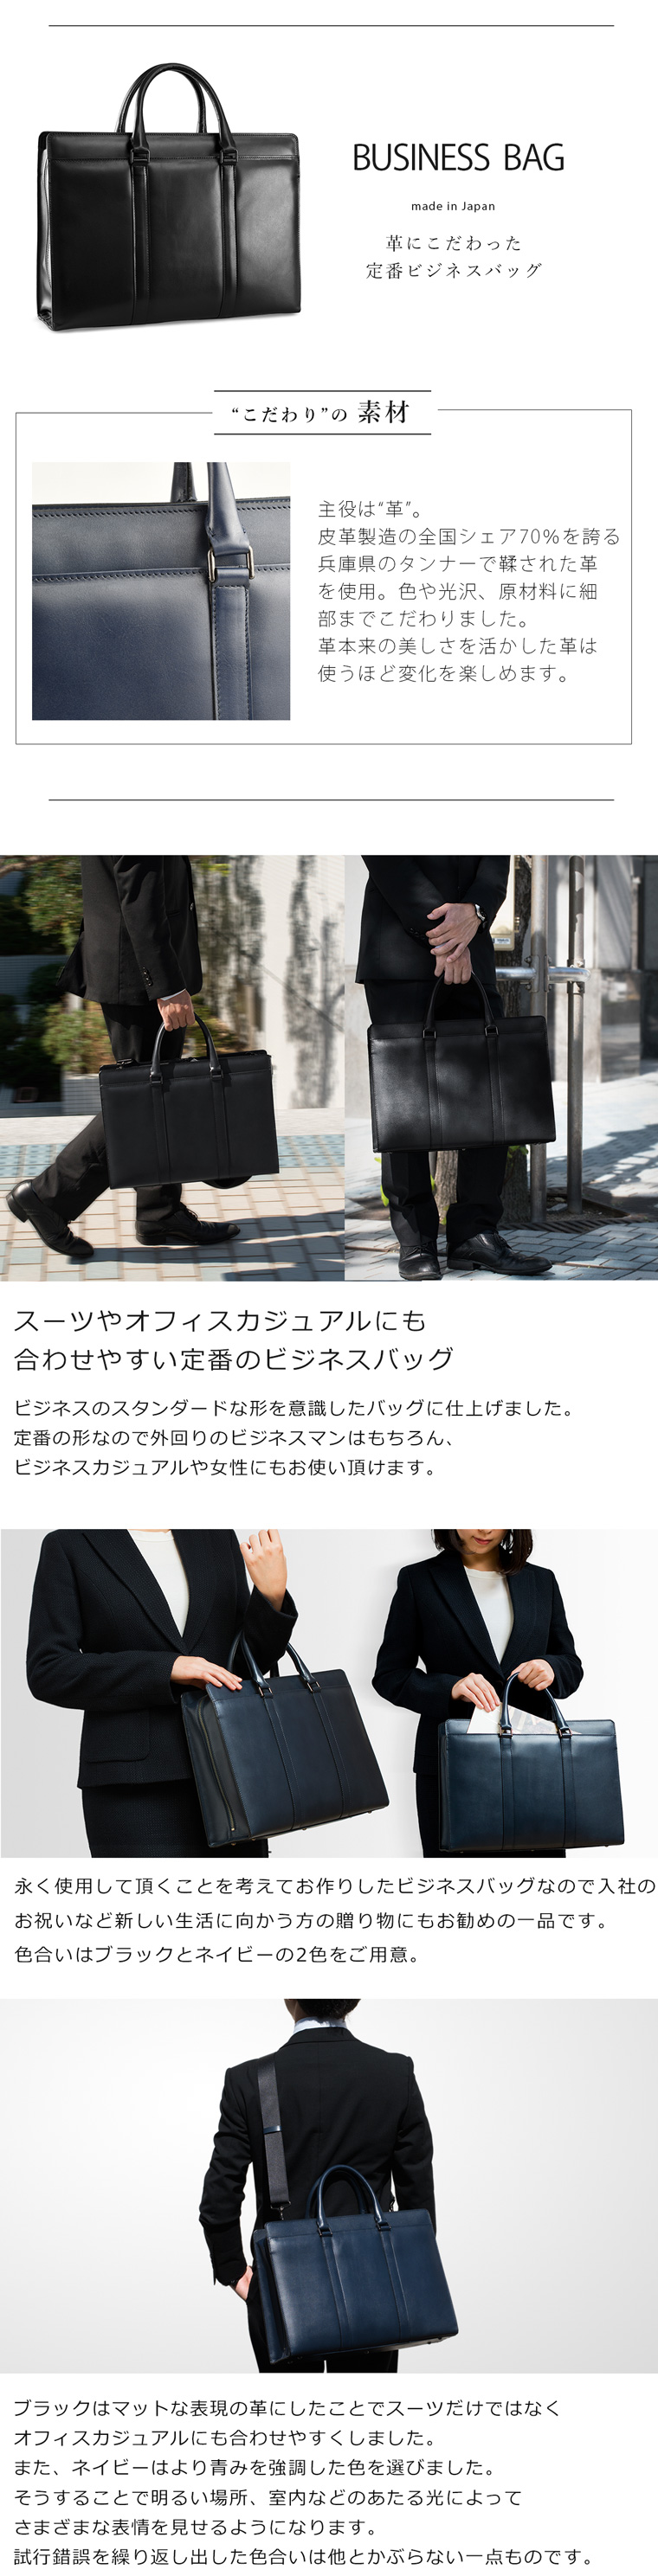 BUSINESS BAG
made in Japan
革にこだわった
定番ビジネスバッグ
“こだわり”の 素材
主役は“革”。
皮革製造の全国シェア70%を誇る
兵庫県のタンナーで鞣された革
を使用。色や光沢、原材料に細
部までこだわりました。
革本来の美しさを活かした革は
使うほど変化を楽しめます。
スーツやオフィスカジュアルにも
合わせやすい定番のビジネスバッグ
ビジネスのスタンダードな形を意識したバッグに仕上げました。
定番の形なので外回りのビジネスマンはもちろん、
ビジネスカジュアルや女性にもお使い頂けます。
永く使用して頂くことを考えてお作りしたビジネスバッグなので入社の
お祝いなど新しい生活に向かう方の贈り物にもお勧めの一品です。
色合いはブラックとネイビーの2色をご用意。
ブラックはマットな表現の革にしたことでスーツだけではなく
オフィスカジュアルにも合わせやすくしました。
また、ネイビーはより青みを強調した色を選びました。
そうすることで明るい場所、室内などのあたる光によって
さまざまな表情を見せるようになります。
試行錯誤を繰り返し出した色合いは他とかぶらない一点ものです。